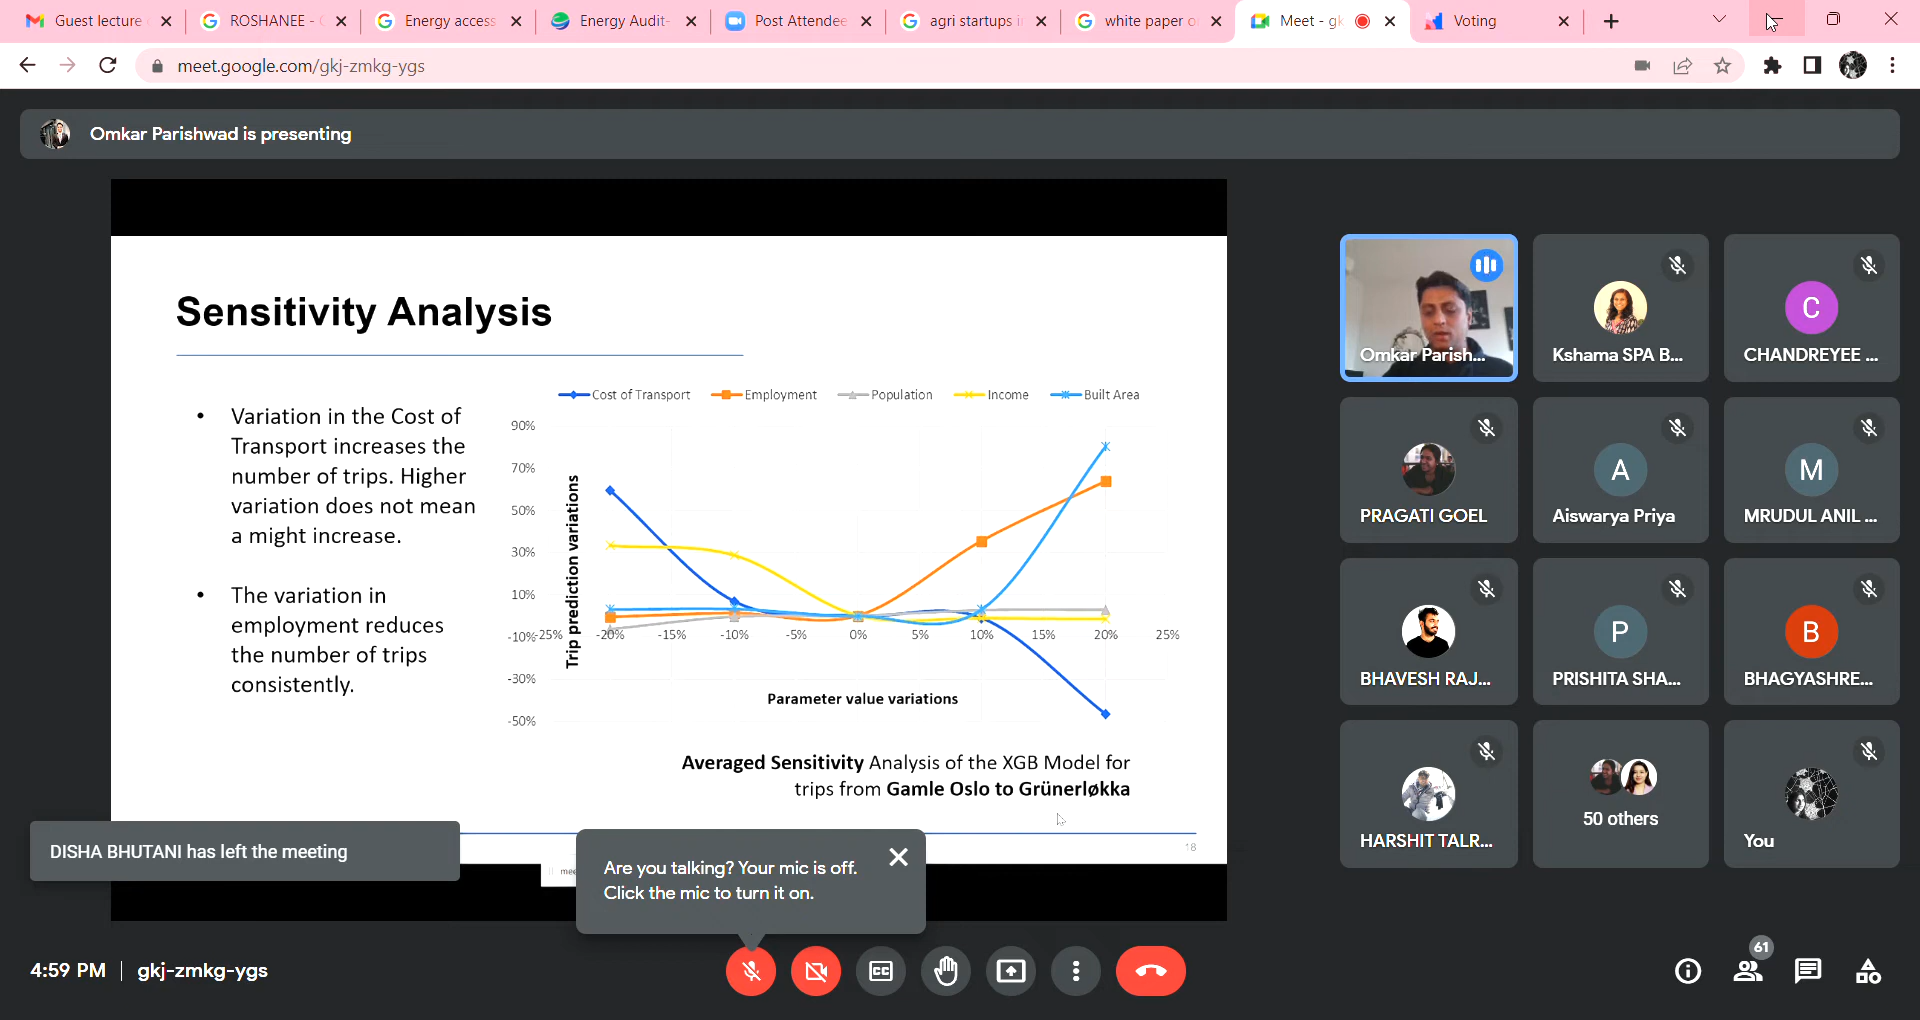 Guest lecture
ROSHANEE -
Energy access
Energy Audit-
Post Attendee
agri startups i
white paper o
Meet - gk
Voting
meet.google.com/gkj-zmkg-ygs
Omkar Parishwad is presenting
Sensitivity Analysis
• Variation in the Cost of
Transport increases the
number of trips. Higher
variation does not mean
a might increase.
• The variation in
employment reduces
the number of trips
consistently.
Cost of Transport Employment Population Income Built Area
90%
70%
50%
30%
10%
-10%
-30%
-50%
Trip prediction variations
-25% -20% -15% -10% -5% 0% 5% 10% 15% 20% 25%
Parameter value variations
Averaged Sensitivity Analysis of the XGB Model for
trips from Gamle Oslo to Grünerløkka
18
Omkar Parish...
Kshama SPA B...
C
CHANDREYEE ...
PRAGATI GOEL
A
Aiswarya Priya
M
MRUDUL ANIL ...
BHAVESH RAJ...
P
PRISHITA SHA...
B
BHAGYASHRE...
HARSHIT TALR...
50 others
You
DISHA BHUTANI has left the meeting
mee
Are you talking? Your mic is off.
Click the mic to turn it on.
4:59 PM | gkj-zmkg-ygs
CC
61